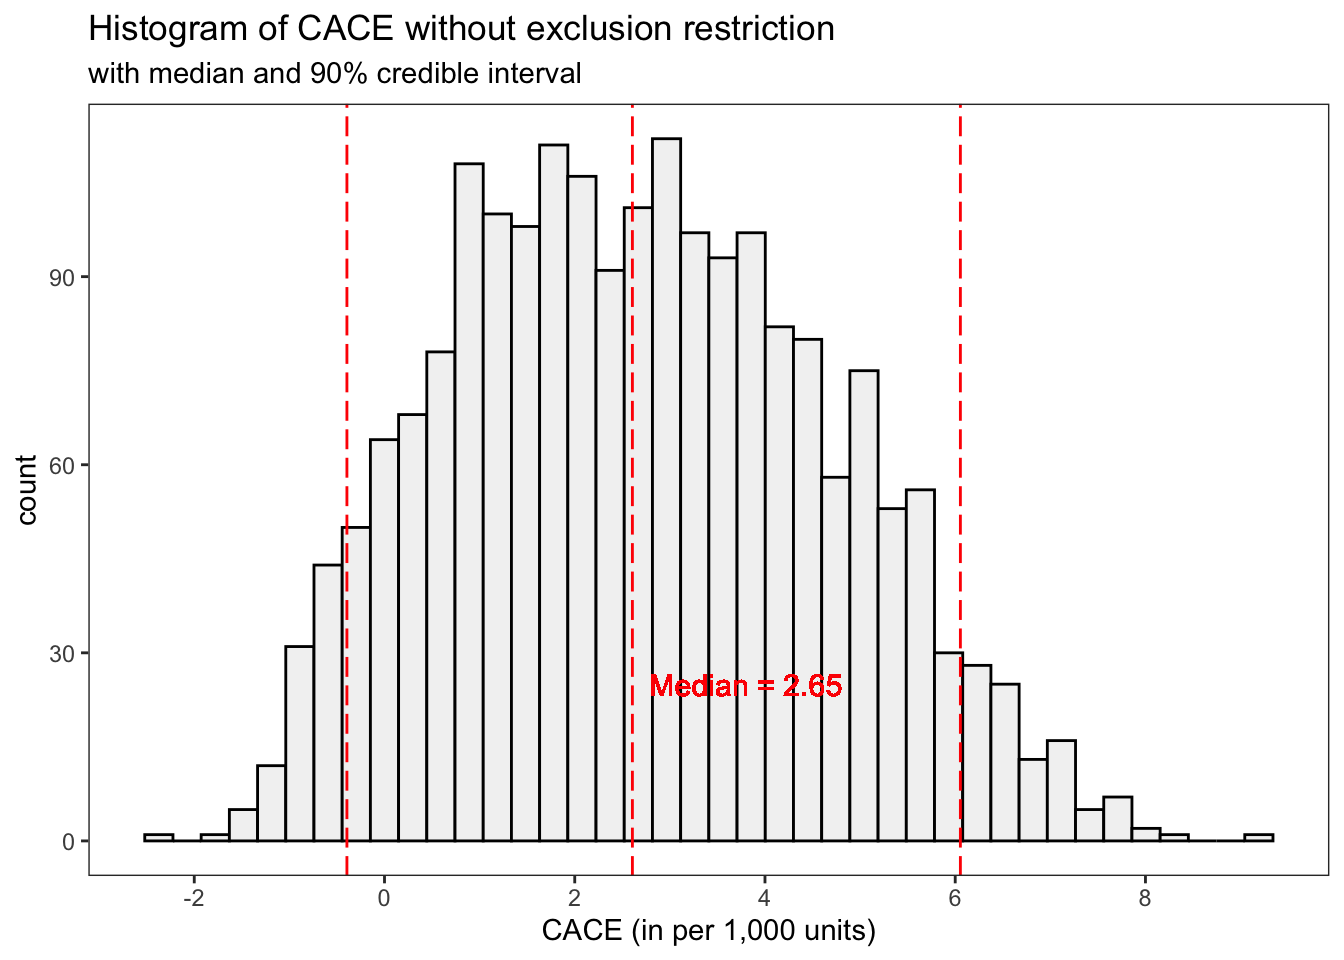 Histogram of CACE without exclusion restriction
with median and 90% credible interval
count
90
60
30
0
Median = 2.65
-2 0 2 4 6 8
CACE (in per 1,000 units)